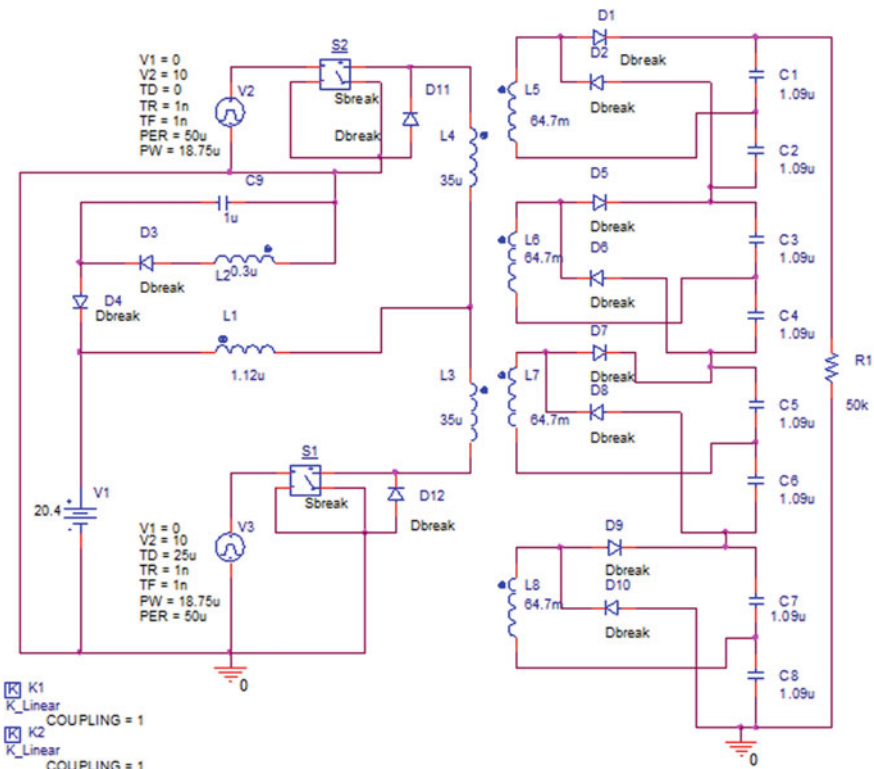 S2
V1 = 0
V2 = 10
TD = 0
TR = 1n
TF = 1n
PER = 50u
PW = 18.75u
V2
Sbreak
D11
Dbreak
L4
35u
C9
1u
D3
Dbreak
L2
0.3u
D4
Dbreak
L1
1.12u
L3
35u
S1
Sbreak
D12
Dbreak
V1
20.4
V3
V1 = 0
V2 = 10
TD = 25u
TR = 1n
TF = 1n
PW = 18.75u
PER = 50u
0
K K1
K_Linear
COUPLING = 1
K K2
K_Linear
COUPLING = 1
D1
Dbreak
D2
Dbreak
L5
64.7m
C1
1.09u
C2
1.09u
D5
Dbreak
L6
64.7m
D6
Dbreak
C3
1.09u
C4
1.09u
D7
Dbreak
L7
64.7m
D8
Dbreak
C5
1.09u
C6
1.09u
R1
50k
D9
Dbreak
L8
64.7m
D10
Dbreak
C7
1.09u
C8
1.09u
0